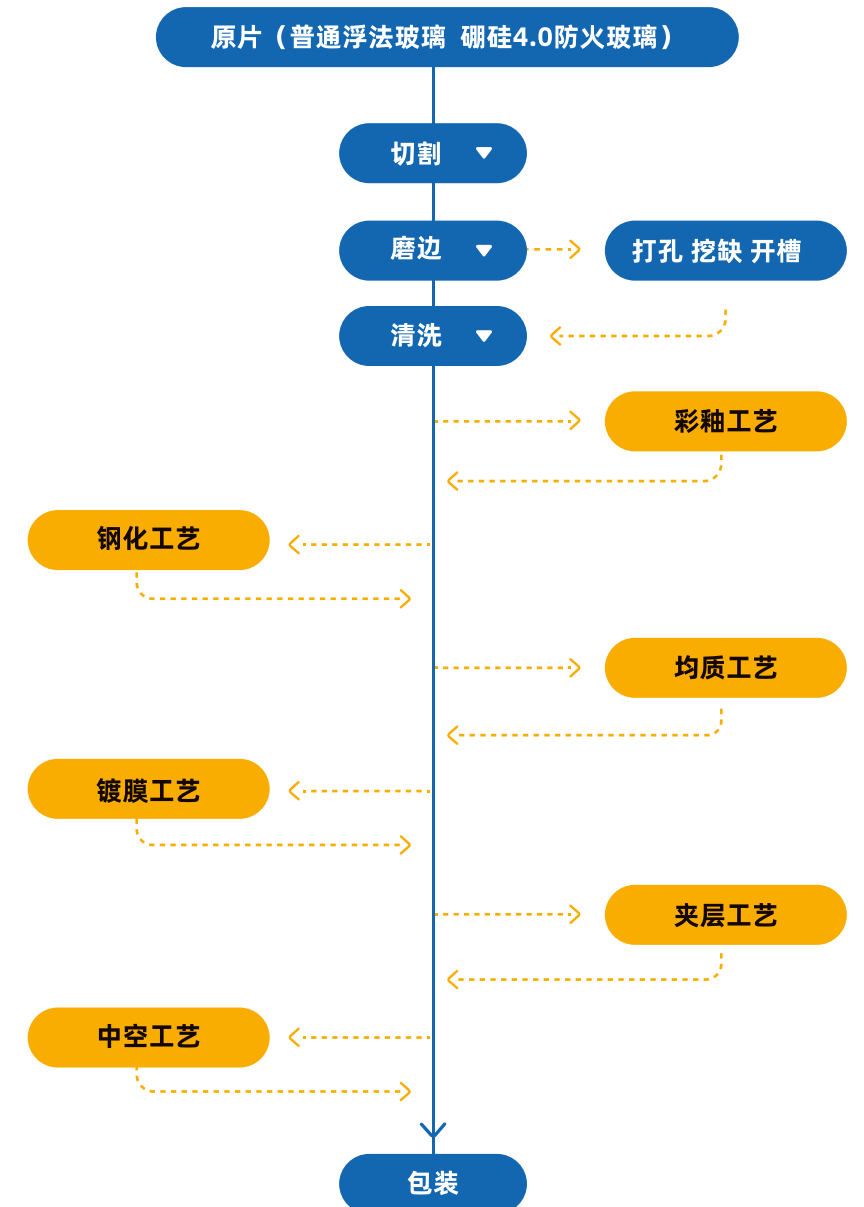 原片（普通浮法玻璃 硼硅4.0防火玻璃）
切割
磨边
打孔 挖缺 开槽
清洗
彩釉工艺
钢化工艺
均质工艺
镀膜工艺
夹层工艺
中空工艺
包装